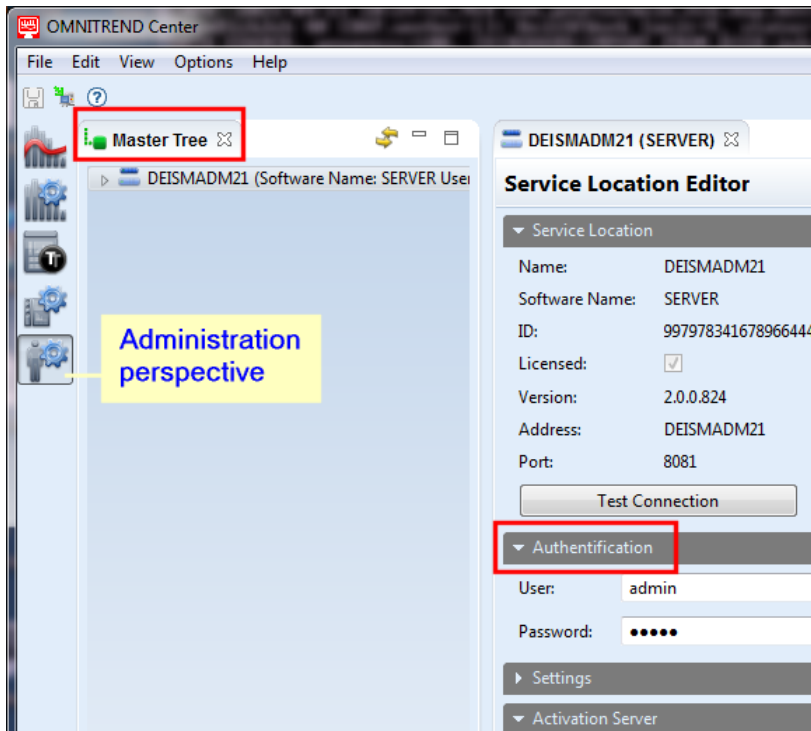 OMNITREND Center
File Edit View Options Help
Master Tree
DEISMADM21 (Software Name: SERVER User
Administration
perspective
DEISMADM21 (SERVER)
Service Location Editor
Service Location
Name: DEISMADM21
Software Name: SERVER
ID: 997978341678966444
Licensed:
Version: 2.0.0.824
Address: DEISMADM21
Port: 8081
Test Connection
Authentification
User: admin
Password: •••••
Settings
Activation Server